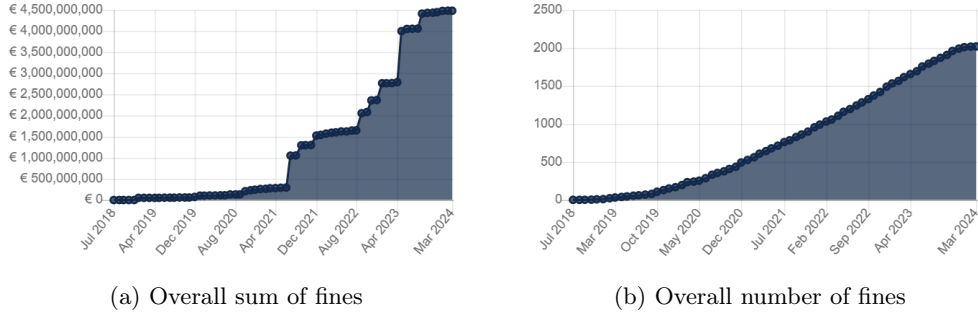 € 4,500,000,000
€ 4,000,000,000
€ 3,500,000,000
€ 3,000,000,000
€ 2,500,000,000
€ 2,000,000,000
€ 1,500,000,000
€ 1,000,000,000
€ 500,000,000
€ 0
Jul 2018
Apr 2019
Dec 2019
Aug 2020
Apr 2021
Dec 2021
Aug 2022
Apr 2023
Mar 2024
(a) Overall sum of fines
2500
2000
1500
1000
500
0
Jul 2018
Mar 2019
Oct 2019
May 2020
Dec 2020
Jul 2021
Feb 2022
Sep 2022
Apr 2023
Mar 2024
(b) Overall number of fines